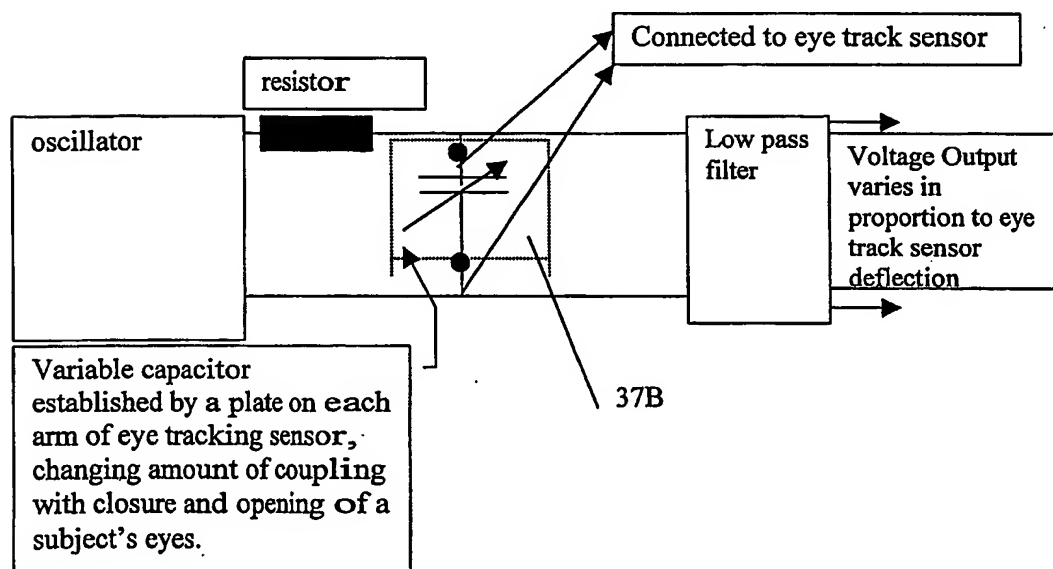 Connected to eye track sensor
resistor
oscillator
Low pass
filter
Voltage Output
varies in
proportion to eye
track sensor
deflection
37B
Variable capacitor
established by a plate on each
arm of eye tracking sensor,
changing amount of coupling
with closure and opening of a
subject's eyes.